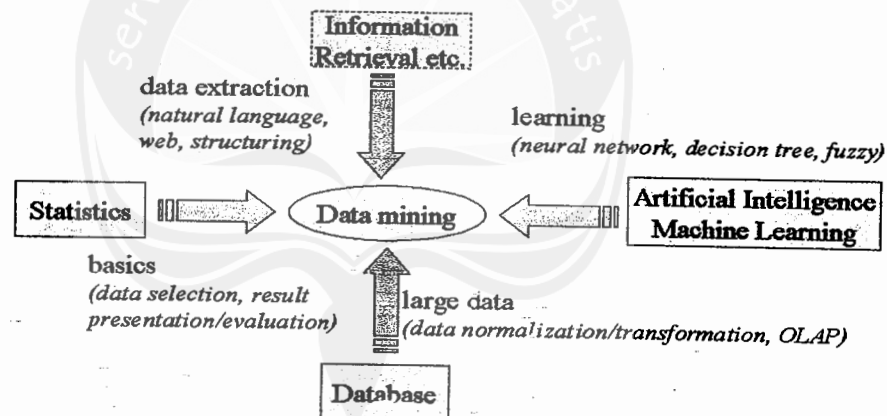 Information
Retrieval etc.
data extraction
(natural language,
web, structuring)
learning
(neural network, decision tree, fuzzy)
Statistics
Data mining
Artificial Intelligence
Machine Learning
basics
(data selection, result
presentation/evaluation)
large data
(data normalization/transformation, OLAP)
Database